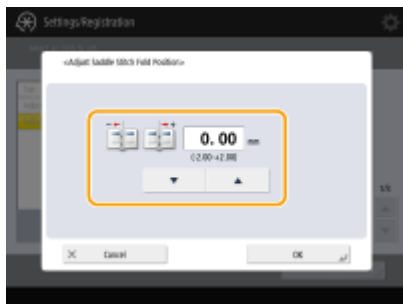 Settings/Registration
<Adjust Saddle Stitch Fold Position>
- +
0.00 mm
(-2.00-+2.00)
▼ ▲
1/1
× Cancel OK